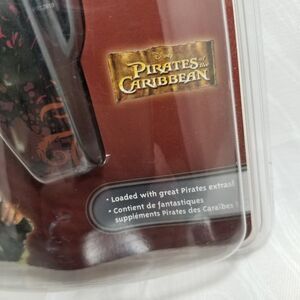 Disney
PIRATES of the
CARIBBEAN
• Loaded with great Pirates extras!
• Contient de fantastiques
suppléments Pirates des Caraïbes